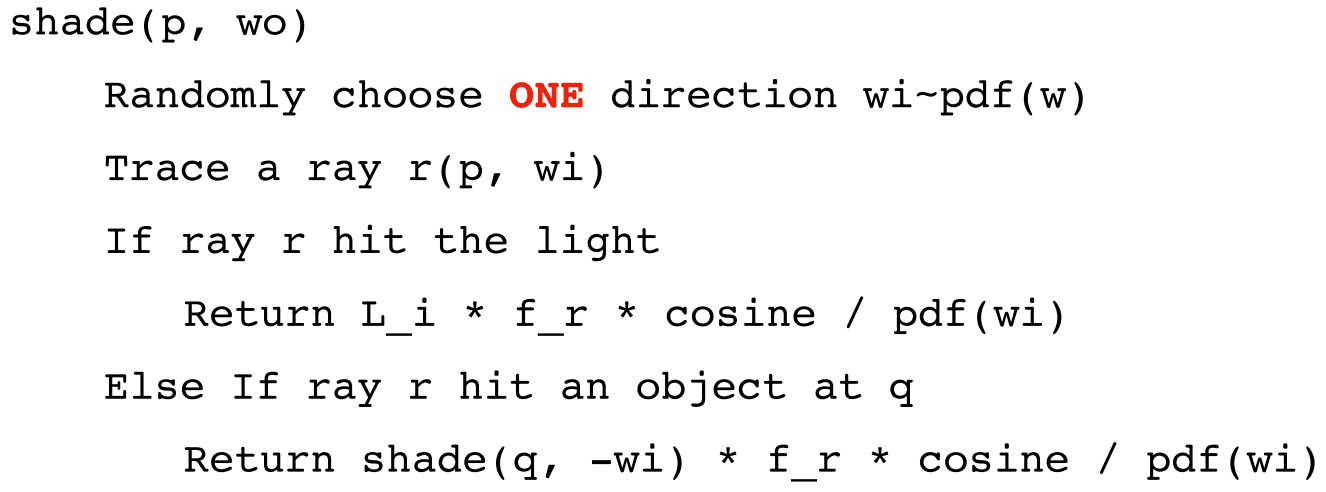 shade(p, wo)
Randomly choose ONE direction wi~pdf(w)
Trace a ray r(p, wi)
If ray r hit the light
Return L_i * f_r * cosine / pdf(wi)
Else If ray r hit an object at q
Return shade(q, -wi) * f_r * cosine / pdf(wi)